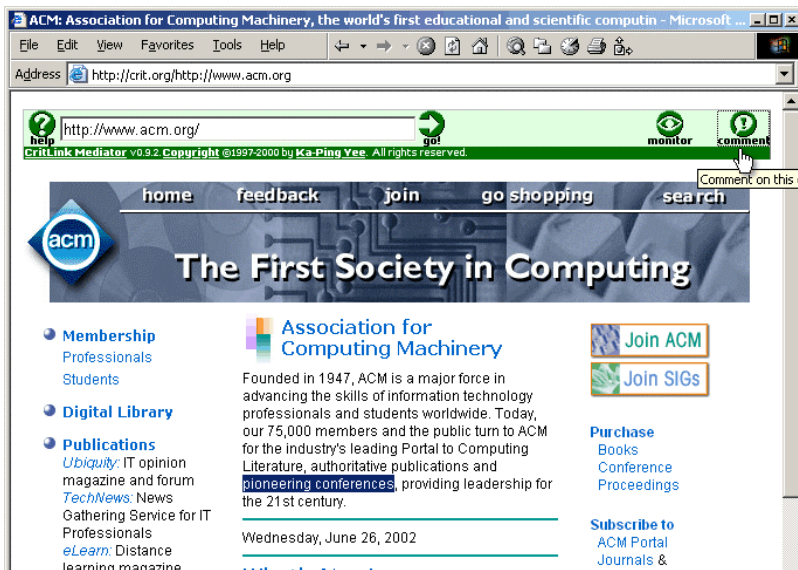 ACM: Association for Computing Machinery, the world's first educational and scientific computin - Microsoft ...
File Edit View Favorites Tools Help
Address http://crit.org/http://www.acm.org
help http://www.acm.org/ go! monitor comment
CritLink Mediator v0.9.2. Copyright ©1997-2000 by Ka-Ping Yee. All rights reserved.
Comment on this
home feedback join go shopping search
acm
The First Society in Computing
Membership
Professionals
Students
Digital Library
Publications
Ubiquity: IT opinion
magazine and forum
TechNews: News
Gathering Service for IT
Professionals
eLearn: Distance
learning magazine
Association for
Computing Machinery
Founded in 1947, ACM is a major force in
advancing the skills of information technology
professionals and students worldwide. Today,
our 75,000 members and the public turn to ACM
for the industry's leading Portal to Computing
Literature, authoritative publications and
pioneering conferences, providing leadership for
the 21st century.
Wednesday, June 26, 2002
Join ACM
Join SIGs
Purchase
Books
Conference
Proceedings
Subscribe to
ACM Portal
Journals &